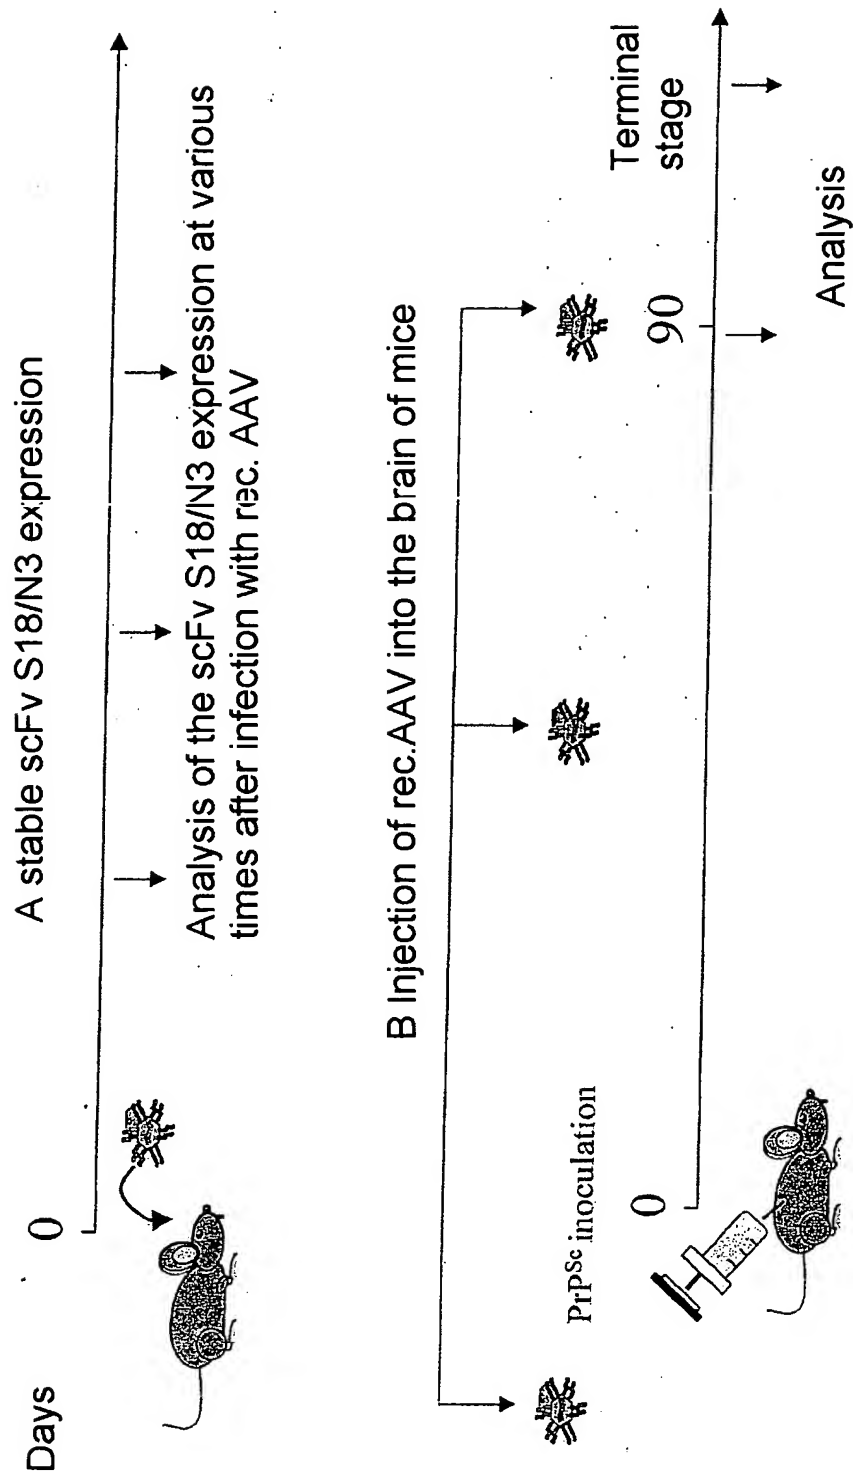 A stable scFv S18/N3 expression
Days
0
Analysis of the scFv S18/N3 expression at various
times after infection with rec. AAV
B Injection of rec.AAV into the brain of mice
PrPSc inoculation
0
90
Terminal
stage
Analysis